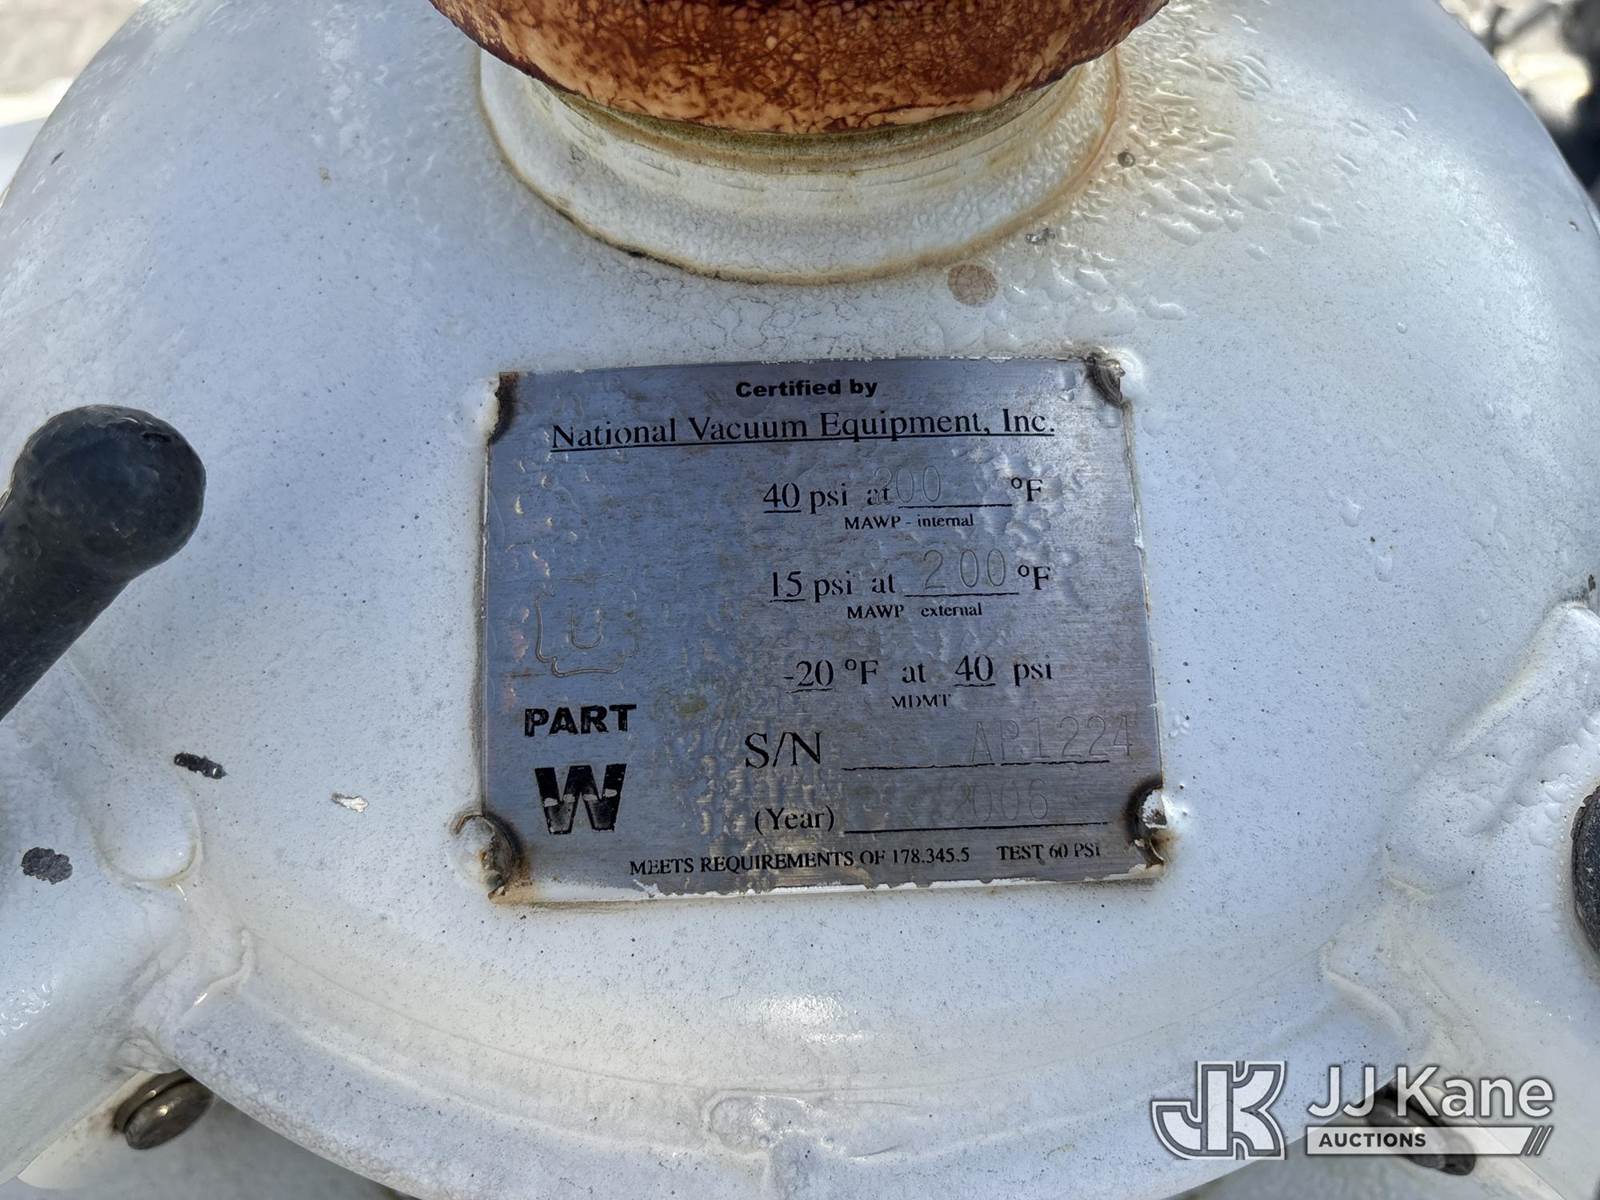 Certified by
National Vacuum Equipment, Inc.
40 psi at 200 °F
MAWP - internal
15 psi at 200 °F
MAWP external
U
-20 °F at 40 psi
MDMT
PART
W
S/N
(Year)
MEETS REQUIREMENTS OF 178.345.5 TEST 60 PSI
JK JJ Kane
AUCTIONS